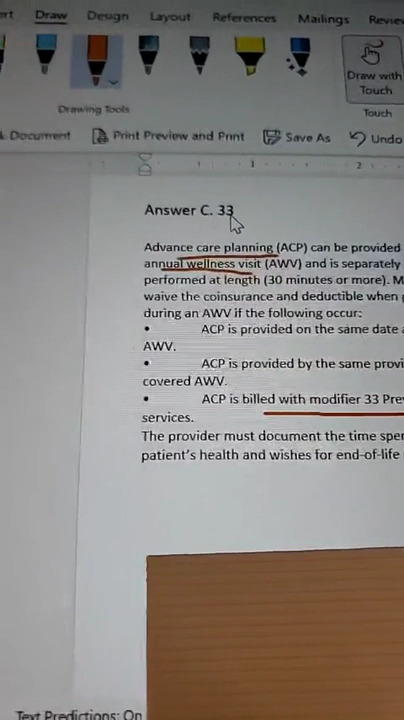 Draw Design Layout References Mailings
Draw with
Touch
Drawing Tools
Touch
Document Print Preview and Print Save As Undo
1 2
Answer C. 33
Advance care planning (ACP) can be provided
annual wellness visit (AWV) and is separately
performed at length (30 minutes or more). M
waive the coinsurance and deductible when
during an AWV if the following occur:
• ACP is provided on the same date
AWV.
• ACP is provided by the same provi
covered AWV.
• ACP is billed with modifier 33 Prev
services.
The provider must document the time spen
patient's health and wishes for end-of-life
Text Predictions: On